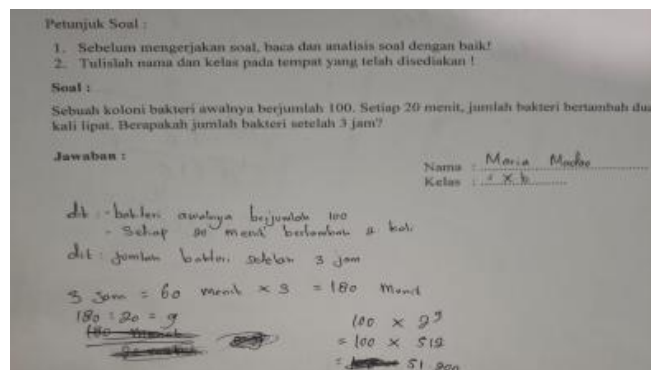 Petunjuk Soal :
1. Sebelum mengerjakan soal, baca dan analisis soal dengan baik!
2. Tulislah nama dan kelas pada tempat yang telah disediakan !
Soal :
Sebuah koloni bakteri awalnya berjumlah 100. Setiap 20 menit, jumlah bakteri bertambah dua
kali lipat. Berapakah jumlah bakteri setelah 3 jam?
Jawaban :
Nama : Maria
Kelas : X b
dik : - bakteri awalnya berjumlah 100
- Setiap 20 menit bertambah 2 kali
dit : jumlah bakteri setelah 3 jam
3 jam = 60 menit × 3 = 180 menit
180 : 20 = 9
100 × 2⁹
= 100 × 512
= 51.200